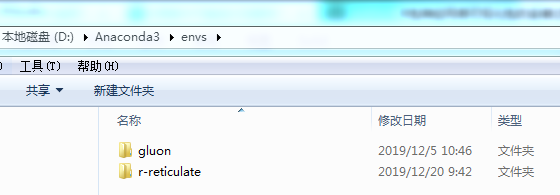 本地磁盘 (D:) ▸ Anaconda3 ▸ envs ▸
) 工具(T) 帮助(H)
共享 ▼ 新建文件夹
名称 修改日期 类型
gluon 2019/12/5 10:46 文件夹
r-reticulate 2019/12/20 9:42 文件夹